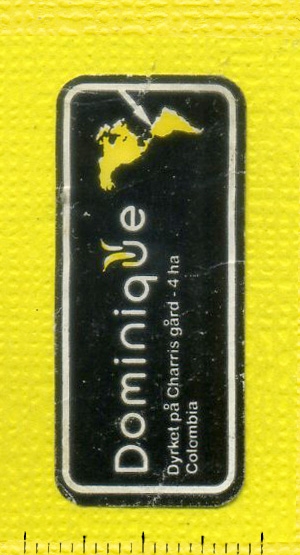 Dominique
Dyrket på Charris gård - 4 ha
Colombia